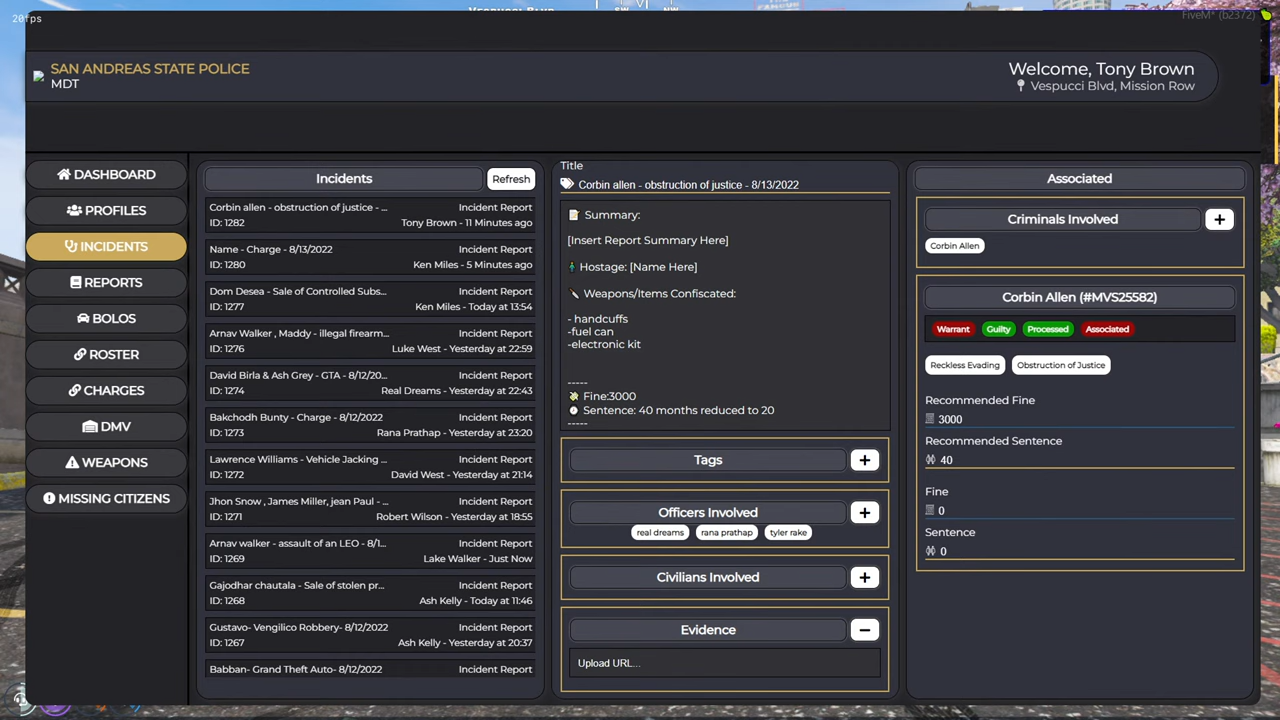 20fps
Vespucci Blvd
SW
NW
FAMOUS
FiveM* (b2372)
SAN ANDREAS STATE POLICE
MDT
Welcome, Tony Brown
Vespucci Blvd, Mission Row
DASHBOARD
PROFILES
INCIDENTS
REPORTS
BOLOS
ROSTER
CHARGES
DMV
WEAPONS
MISSING CITIZENS
Incidents
Refresh
Corbin allen - obstruction of justice - ...
Incident Report
ID: 1282
Tony Brown - 11 Minutes ago
Name - Charge - 8/13/2022
Incident Report
ID: 1280
Ken Miles - 5 Minutes ago
Dom Desea - Sale of Controlled Subs...
Incident Report
ID: 1277
Ken Miles - Today at 13:54
Arnav Walker , Maddy - illegal firearm...
Incident Report
ID: 1276
Luke West - Yesterday at 22:59
David Birla & Ash Grey - GTA - 8/12/20...
Incident Report
ID: 1274
Real Dreams - Yesterday at 22:43
Bakchodh Bunty - Charge - 8/12/2022
Incident Report
ID: 1273
Rana Prathap - Yesterday at 23:20
Lawrence Williams - Vehicle Jacking ...
Incident Report
ID: 1272
David West - Yesterday at 21:14
Jhon Snow , James Miller, jean Paul - ...
Incident Report
ID: 1271
Robert Wilson - Yesterday at 18:55
Arnav walker - assault of an LEO - 8/1...
Incident Report
ID: 1269
Lake Walker - Just Now
Gajodhar chautala - Sale of stolen pr...
Incident Report
ID: 1268
Ash Kelly - Today at 11:46
Gustavo- Vengilico Robbery- 8/12/2022
Incident Report
ID: 1267
Ash Kelly - Yesterday at 20:37
Babban- Grand Theft Auto- 8/12/2022
Incident Report
Title
Corbin allen - obstruction of justice - 8/13/2022
📝 Summary:
[Insert Report Summary Here]
Hostage: [Name Here]
Weapons/Items Confiscated:
- handcuffs
-fuel can
-electronic kit
-----
Fine:3000
Sentence: 40 months reduced to 20
-----
Tags
+
Officers Involved
+
real dreams
rana prathap
tyler rake
Civilians Involved
+
Evidence
−
Upload URL...
Associated
Criminals Involved
+
Corbin Allen
Corbin Allen (#MVS25582)
Warrant
Guilty
Processed
Associated
Reckless Evading
Obstruction of Justice
Recommended Fine
3000
Recommended Sentence
40
Fine
0
Sentence
0